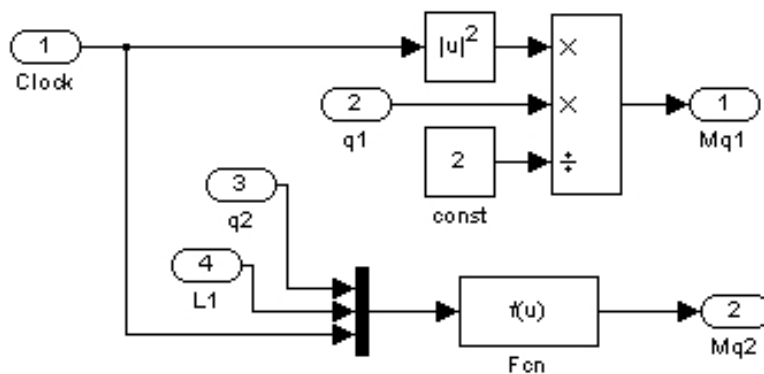 1
Clock
|u|²
×
2
q1
×
1
Mq1
2
const
÷
3
q2
4
L1
f(u)
Fcn
2
Mq2